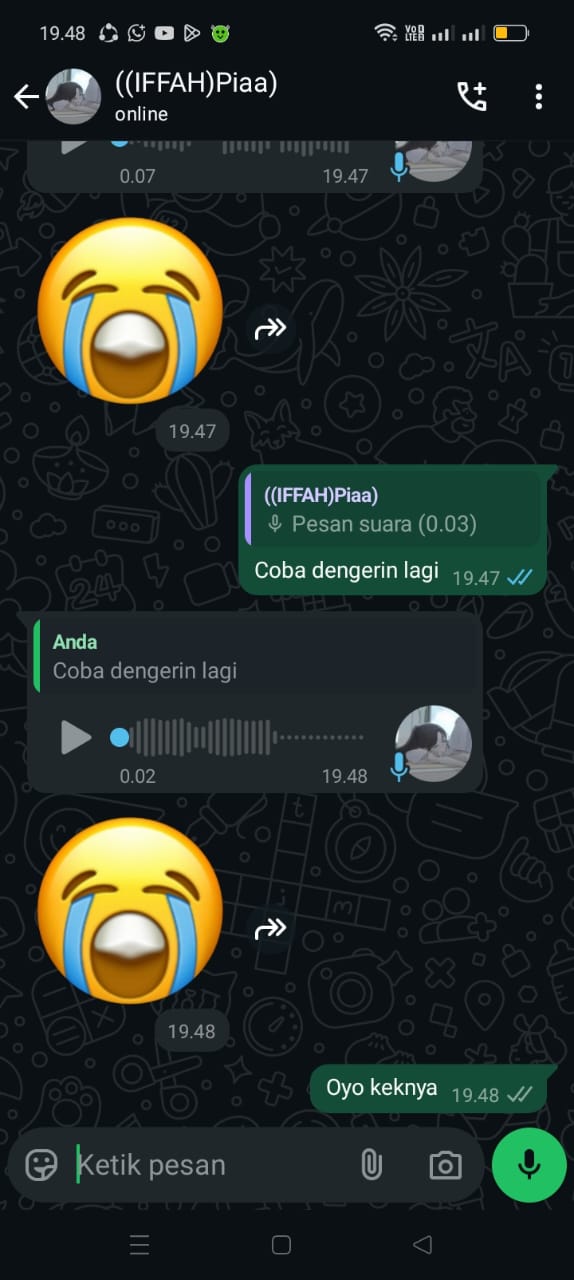 19.48
VoD
LTE2
((IFFAH)Piaa)
online
0.07
19.47
19.47
((IFFAH)Piaa)
Pesan suara (0.03)
Coba dengerin lagi
19.47
Anda
Coba dengerin lagi
0.02
19.48
19.48
Oyo keknya
19.48
Ketik pesan